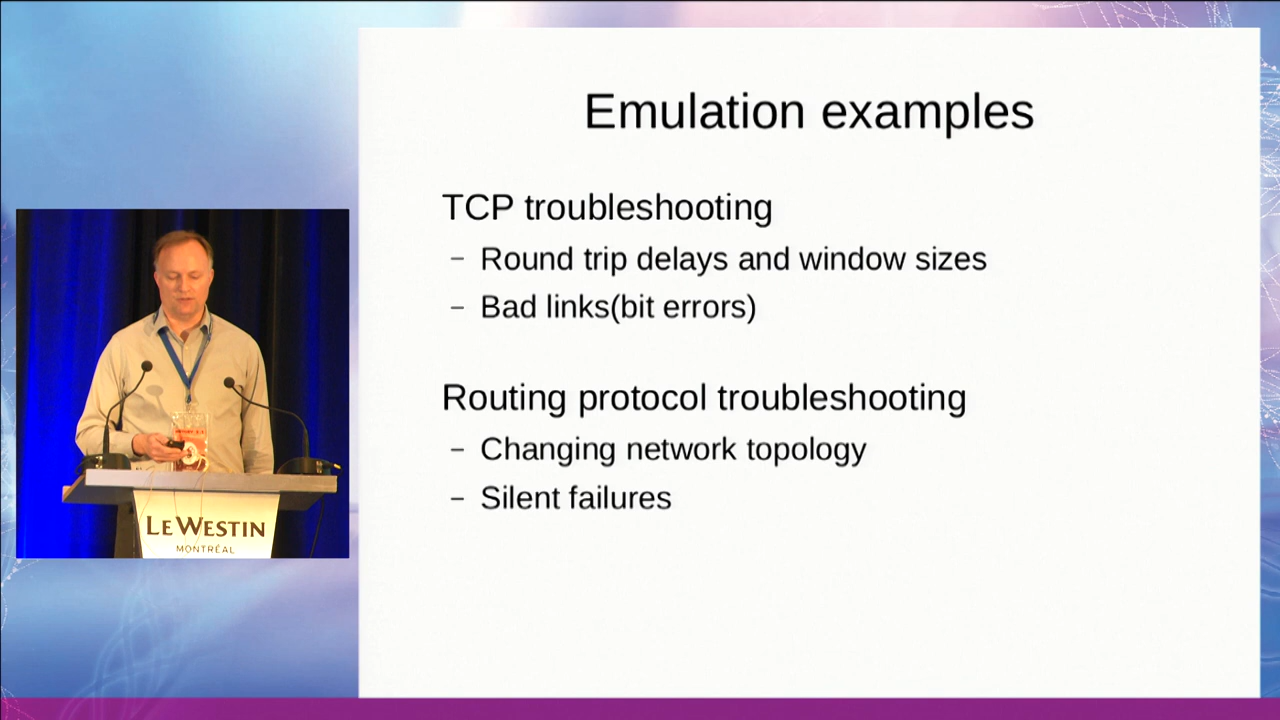 Emulation examples
TCP troubleshooting
– Round trip delays and window sizes
– Bad links(bit errors)
Routing protocol troubleshooting
– Changing network topology
– Silent failures
LE WESTIN
MONTRÉAL